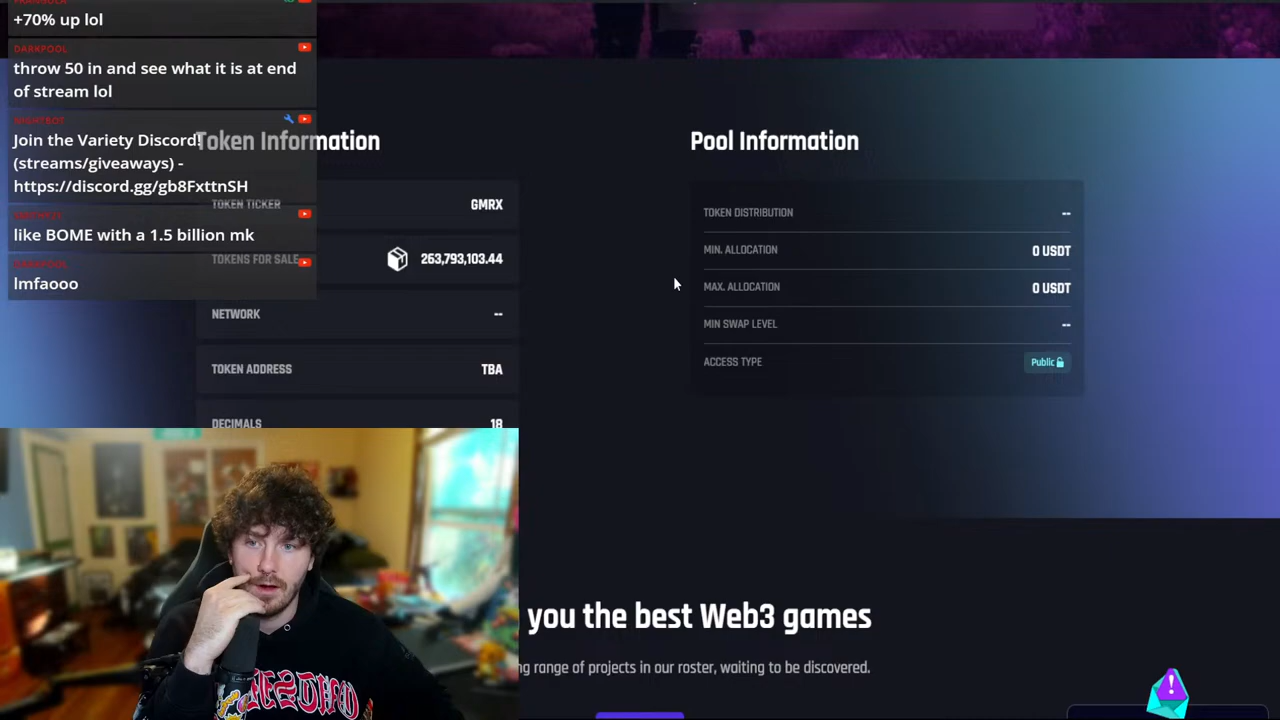 +70% up lol
DARKPOOL
throw 50 in and see what it is at end
of stream lol
NIGHTBOT
Join the Variety Discord!
(streams/giveaways) -
https://discord.gg/gb8FxttnSH
like BOME with a 1.5 billion mk
DARKPOOL
lmfaooo
Token Information
TOKEN TICKER GMRX
TOKENS FOR SALE 263,793,103.44
NETWORK --
TOKEN ADDRESS TBA
DECIMALS 18
Pool Information
TOKEN DISTRIBUTION --
MIN. ALLOCATION 0 USDT
MAX. ALLOCATION 0 USDT
MIN SWAP LEVEL --
ACCESS TYPE Public
you the best Web3 games
ng range of projects in our roster, waiting to be discovered.